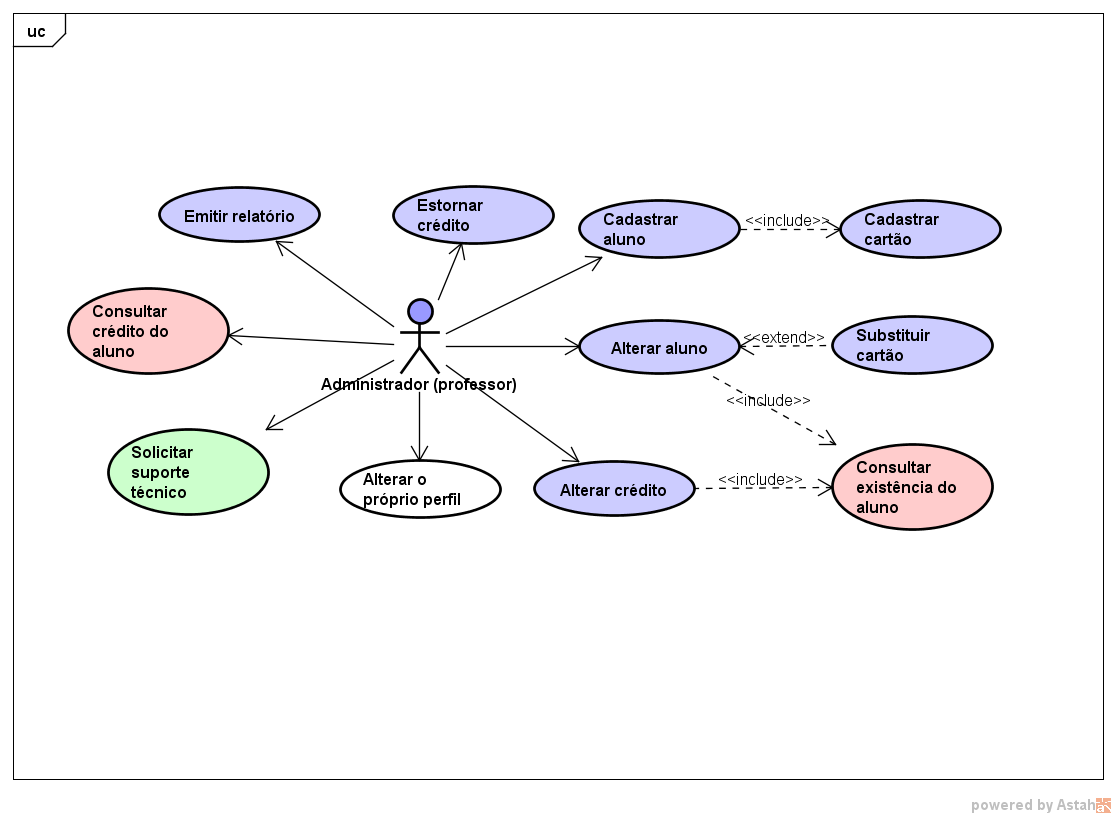 uc
Emitir relatório
Estornar
crédito
Cadastrar
aluno
<<include>>
Cadastrar
cartão
Consultar
crédito do
aluno
Administrador (professor)
Alterar aluno
<<extend>>
Substituir
cartão
<<include>>
Solicitar
suporte
técnico
Alterar o
próprio perfil
Alterar crédito
<<include>>
Consultar
existência do
aluno
powered by Astah